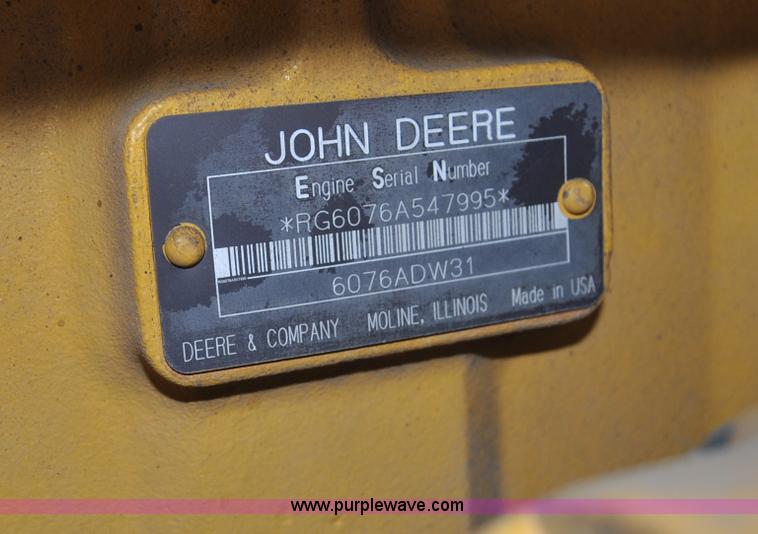 JOHN DEERE
Engine Serial Number
*RG6076A547995*
6076ADW31
DEERE & COMPANY MOLINE, ILLINOIS Made in USA
www.purplewave.com